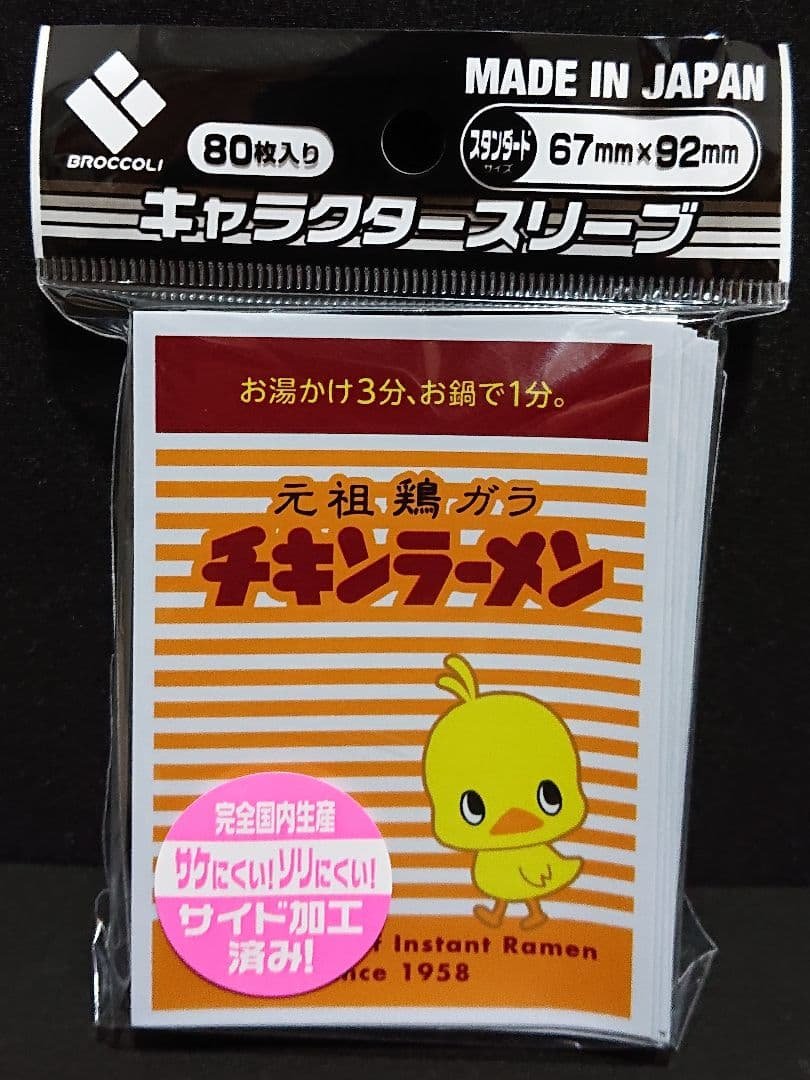 BROCCOLI
80枚入り
MADE IN JAPAN
スタンダード
サイズ
67mm×92mm
キャラクタースリーブ
お湯かけ3分、お鍋で1分。
元祖鶏ガラ
チキンラーメン
完全国内生産
サケにくい!ソリにくい!
サイド加工
済み!
Instant Ramen
1958